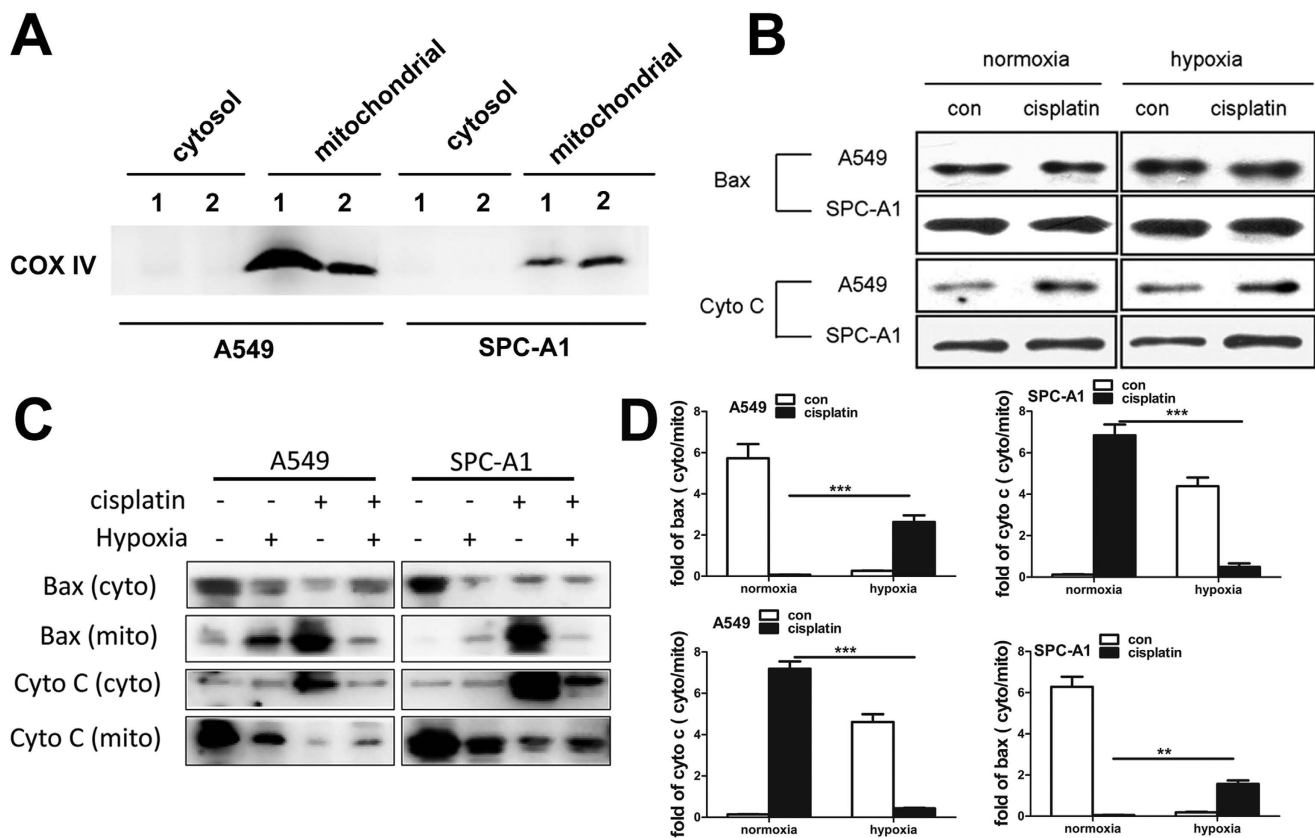 A
cytosol
mitochondrial
cytosol
mitochondrial
1 2 1 2 1 2 1 2
COX IV
A549 SPC-A1
B
normoxia hypoxia
con cisplatin con cisplatin
Bax
A549
SPC-A1
Cyto C
A549
SPC-A1
C
A549 SPC-A1
cisplatin - - + + - - + +
Hypoxia - + - + - + - +
Bax (cyto)
Bax (mito)
Cyto C (cyto)
Cyto C (mito)
D
A549
con
cisplatin
fold of bax ( cyto/mito)
8
6
4
2
0
***
normoxia hypoxia
SPC-A1
con
cisplatin
fold of cyto c ( cyto/mito)
8
6
4
2
0
***
normoxia hypoxia
A549
con
cisplatin
fold of cyto c ( cyto/mito)
8
6
4
2
0
***
normoxia hypoxia
SPC-A1
con
cisplatin
fold of bax ( cyto/mito)
8
6
4
2
0
**
normoxia hypoxia